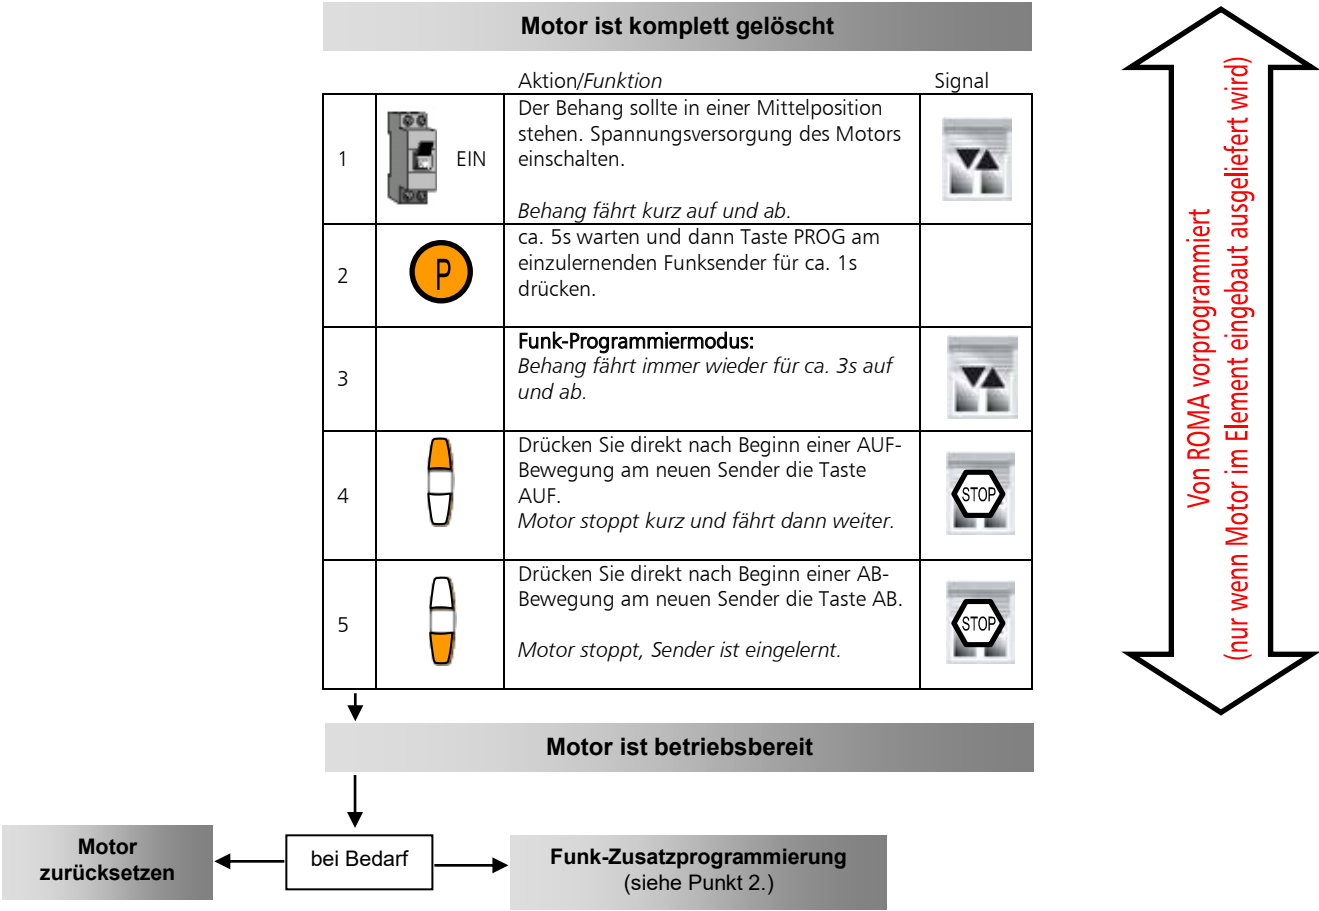 Motor ist komplett gelöscht
Aktion/Funktion
Signal
1
EIN
Der Behang sollte in einer Mittelposition
stehen. Spannungsversorgung des Motors
einschalten.
Behang fährt kurz auf und ab.
2
P
ca. 5s warten und dann Taste PROG am
einzulernenden Funksender für ca. 1s
drücken.
3
Funk-Programmiermodus:
Behang fährt immer wieder für ca. 3s auf
und ab.
4
Drücken Sie direkt nach Beginn einer AUF-
Bewegung am neuen Sender die Taste
AUF.
Motor stoppt kurz und fährt dann weiter.
STOP
5
Drücken Sie direkt nach Beginn einer AB-
Bewegung am neuen Sender die Taste AB.
Motor stoppt, Sender ist eingelernt.
STOP
Von ROMA vorprogrammiert
(nur wenn Motor im Element eingebaut ausgeliefert wird)
Motor ist betriebsbereit
Motor
zurücksetzen
bei Bedarf
Funk-Zusatzprogrammierung
(siehe Punkt 2.)